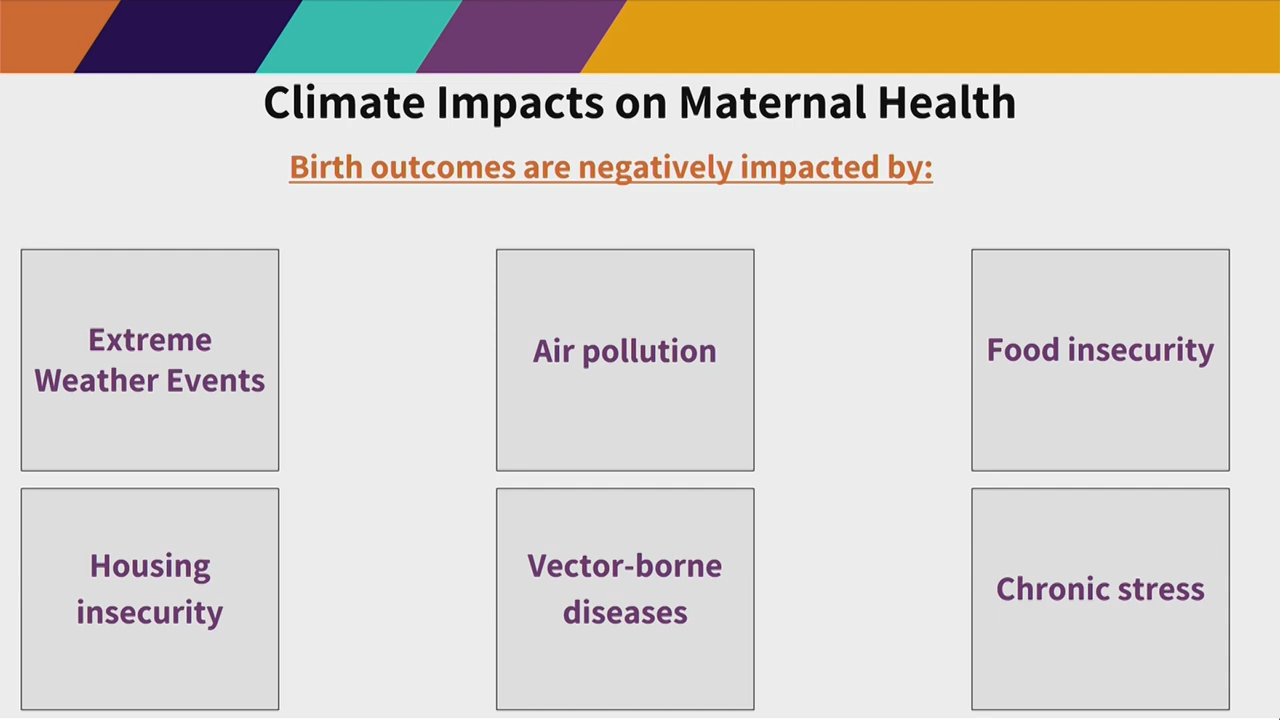 Climate Impacts on Maternal Health
Birth outcomes are negatively impacted by:
Extreme
Weather Events
Air pollution
Food insecurity
Housing
insecurity
Vector-borne
diseases
Chronic stress